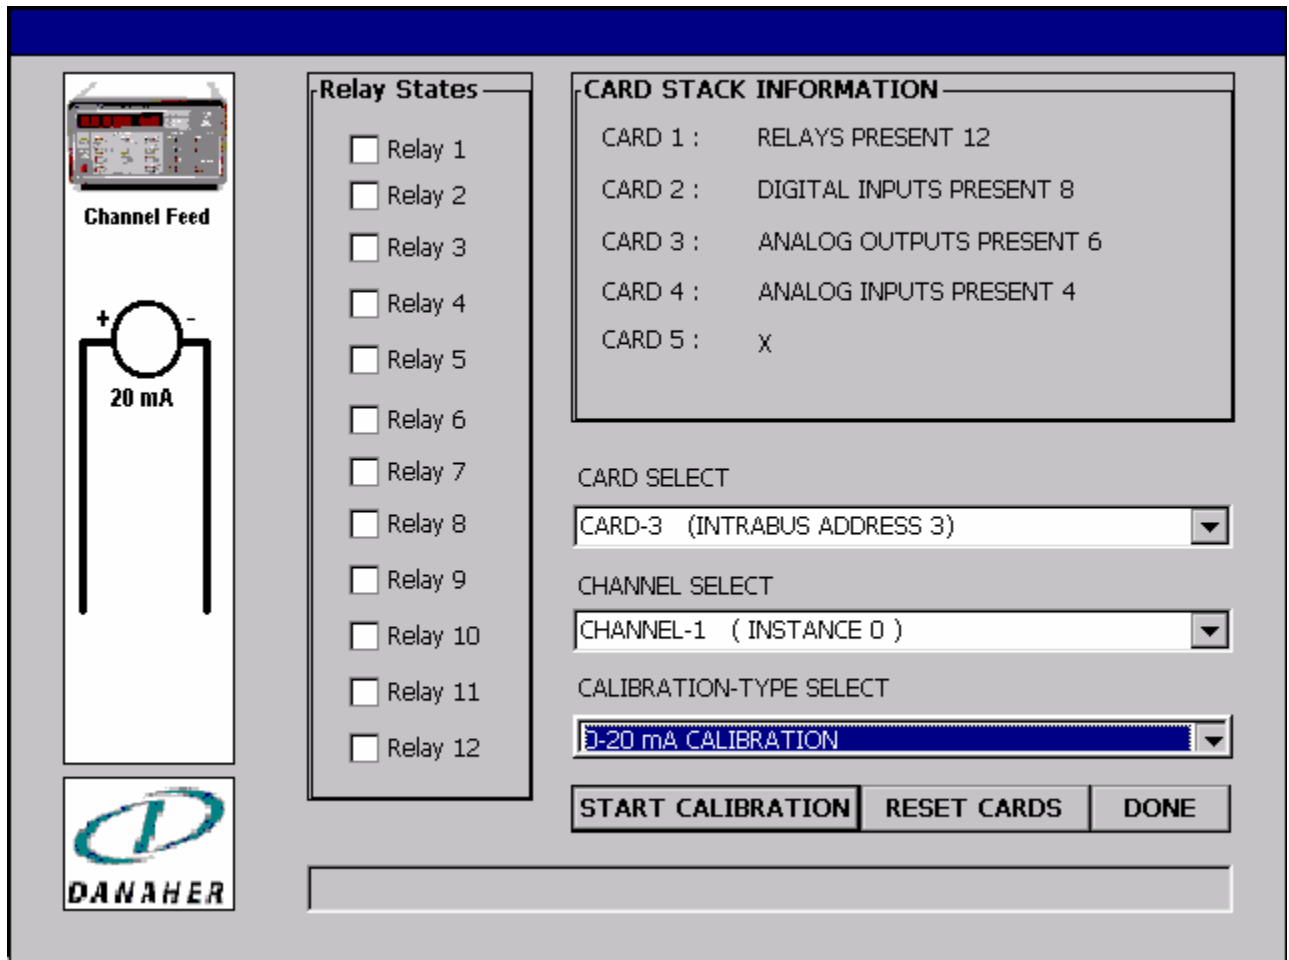 Channel Feed
+ -
20 mA
DANAHER
Relay States
Relay 1
Relay 2
Relay 3
Relay 4
Relay 5
Relay 6
Relay 7
Relay 8
Relay 9
Relay 10
Relay 11
Relay 12
CARD STACK INFORMATION
CARD 1 : RELAYS PRESENT 12
CARD 2 : DIGITAL INPUTS PRESENT 8
CARD 3 : ANALOG OUTPUTS PRESENT 6
CARD 4 : ANALOG INPUTS PRESENT 4
CARD 5 : X
CARD SELECT
CARD-3 (INTRABUS ADDRESS 3)
CHANNEL SELECT
CHANNEL-1 ( INSTANCE 0 )
CALIBRATION-TYPE SELECT
0-20 mA CALIBRATION
START CALIBRATION RESET CARDS DONE